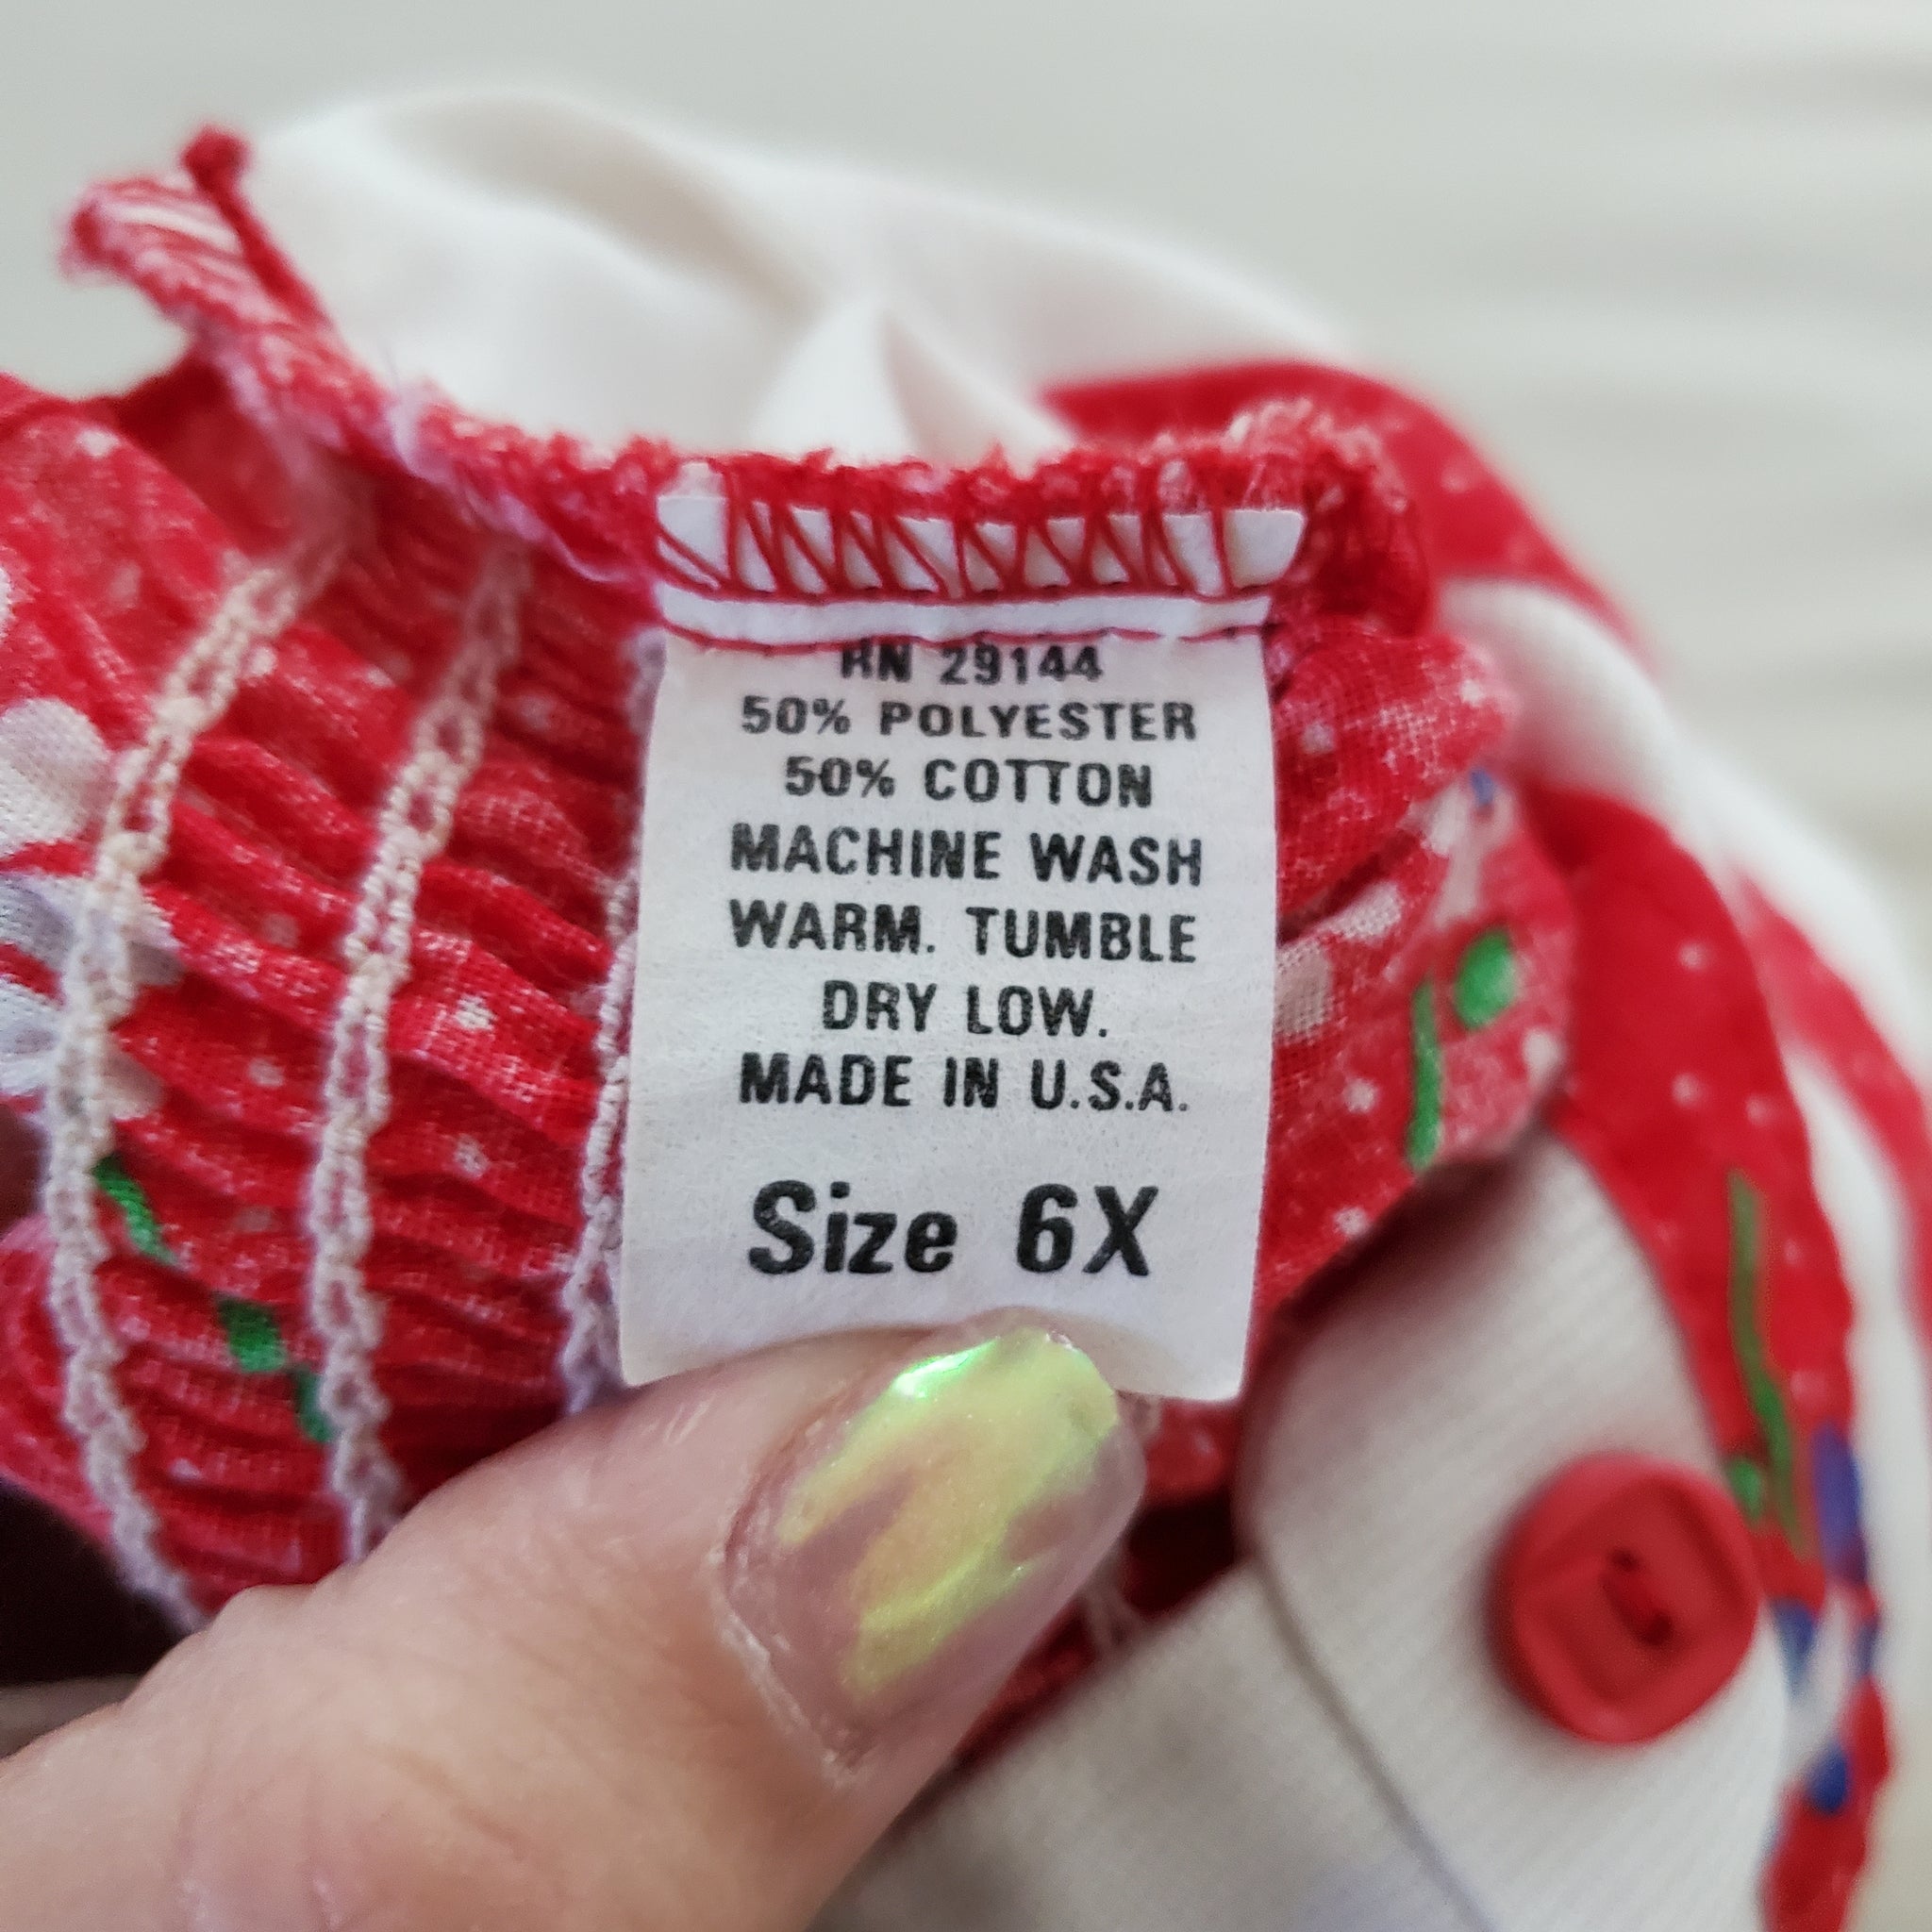 RN 29144
50% POLYESTER
50% COTTON
MACHINE WASH
WARM. TUMBLE
DRY LOW.
MADE IN U.S.A.
Size 6X